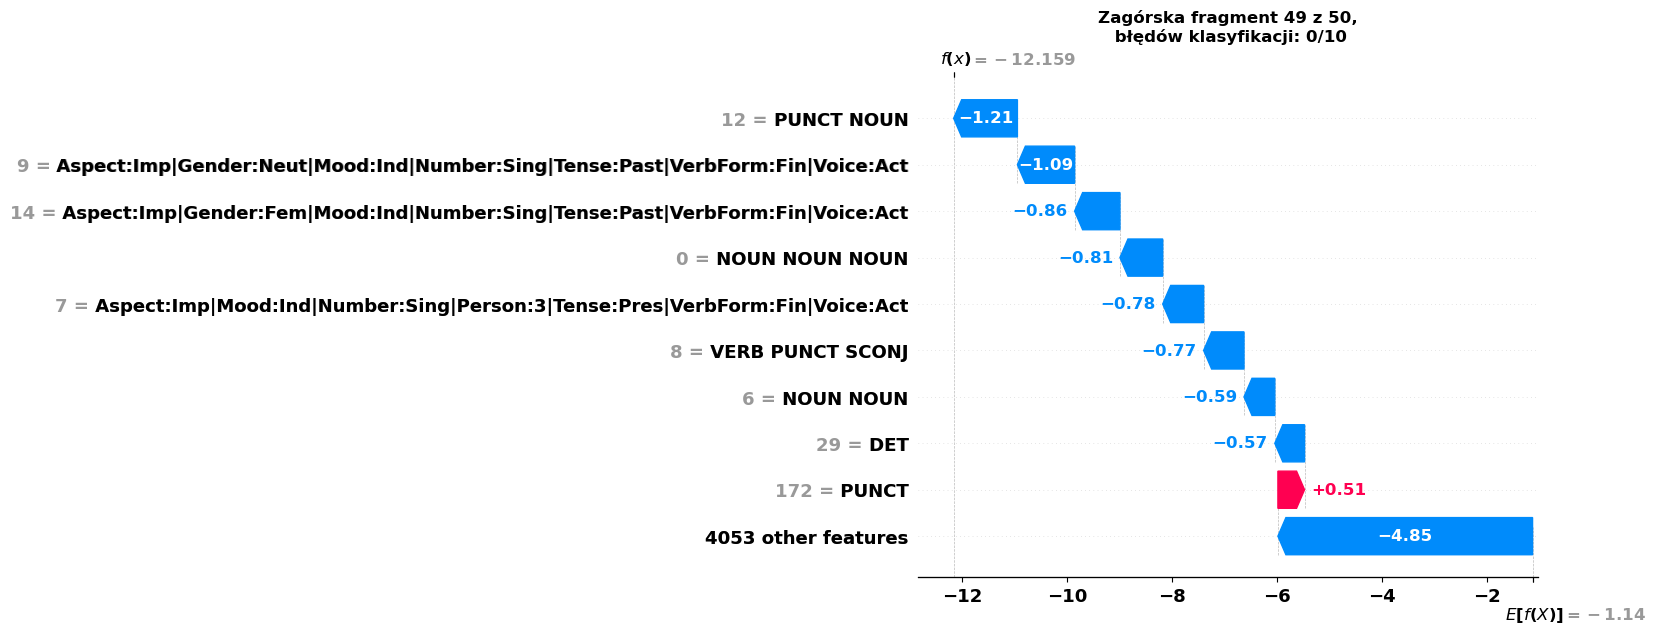 Zagórska fragment 49 z 50,
błędów klasyfikacji: 0/10
f(x) = −12.159
12 = PUNCT NOUN
−1.21
9 = Aspect:Imp|Gender:Neut|Mood:Ind|Number:Sing|Tense:Past|VerbForm:Fin|Voice:Act
−1.09
14 = Aspect:Imp|Gender:Fem|Mood:Ind|Number:Sing|Tense:Past|VerbForm:Fin|Voice:Act
−0.86
0 = NOUN NOUN NOUN
−0.81
7 = Aspect:Imp|Mood:Ind|Number:Sing|Person:3|Tense:Pres|VerbForm:Fin|Voice:Act
−0.78
8 = VERB PUNCT SCONJ
−0.77
6 = NOUN NOUN
−0.59
29 = DET
−0.57
172 = PUNCT
+0.51
4053 other features
−4.85
−12 −10 −8 −6 −4 −2
E[f(X)] = −1.14